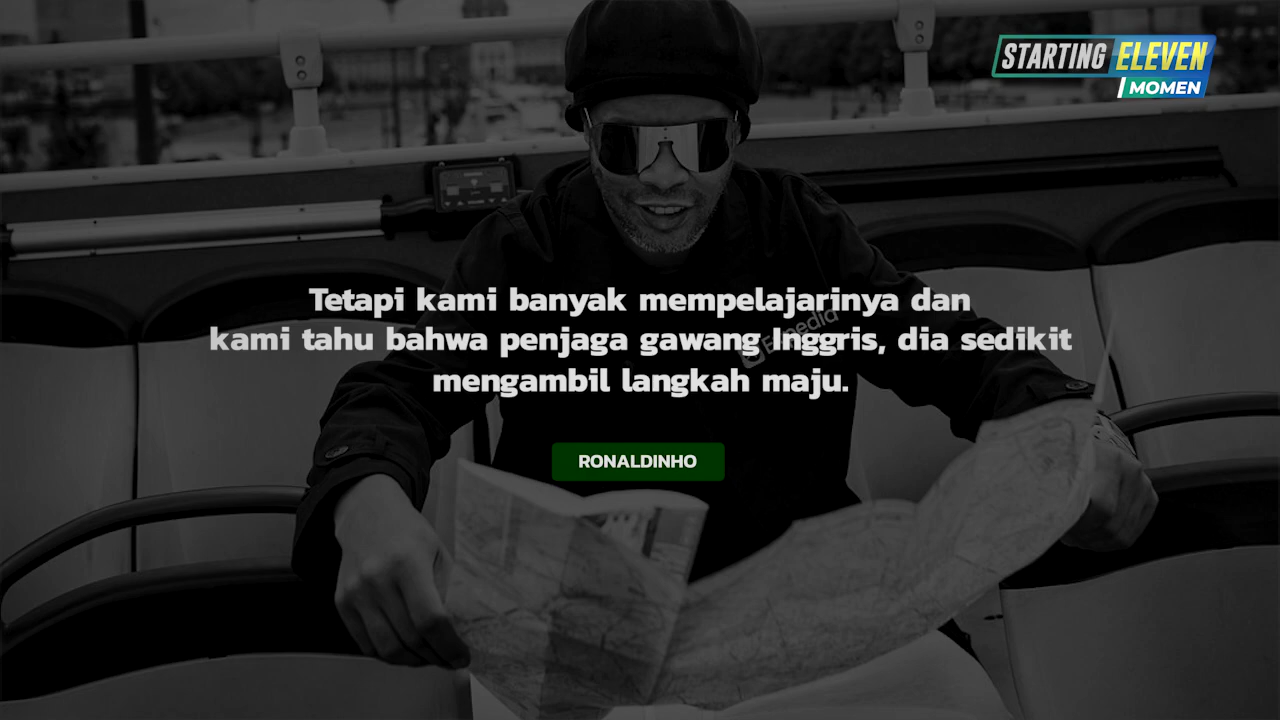 STARTING ELEVEN
MOMEN
Tetapi kami banyak mempelajarinya dan
kami tahu bahwa penjaga gawang Inggris, dia sedikit
mengambil langkah maju.
Expedia
RONALDINHO